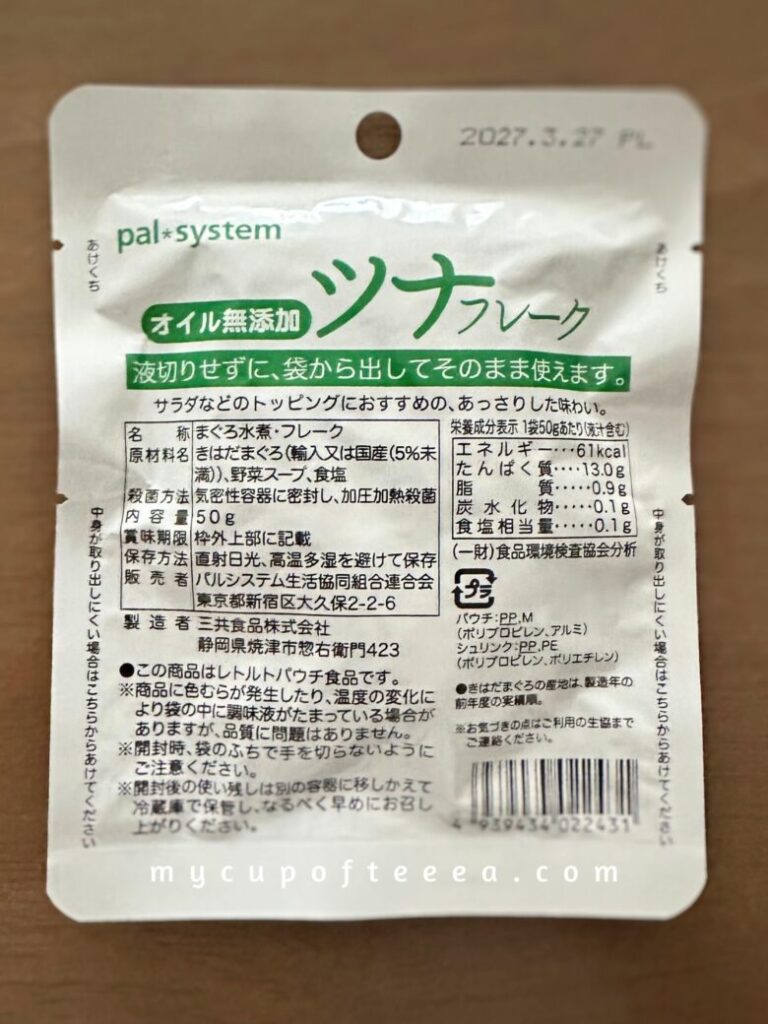 2027.3.27 PL
pal*system
あけくち
あけくち
オイル無添加
ツナフレーク
液切りせずに、袋から出してそのまま使えます。
サラダなどのトッピングにおすすめの、あっさりした味わい。
名称 まぐろ水煮・フレーク
原材料名 きはだまぐろ(輸入又は国産(5%未
満))、野菜スープ、食塩
殺菌方法 気密性容器に密封し、加圧加熱殺菌
内容量 50g
賞味期限 枠外上部に記載
保存方法 直射日光、高温多湿を避けて保存
販売者 パルシステム生活協同組合連合会
東京都新宿区大久保2-2-6
製造者 三共食品株式会社
静岡県焼津市惣右衛門423
●この商品はレトルトパウチ食品です。
※商品に色むらが発生したり、温度の変化に
より袋の中に調味液がたまっている場合が
ありますが、品質に問題はありません。
※開封時、袋のふちで手を切らないように
ご注意ください。
※開封後の使い残しは別の容器に移しかえて
冷蔵庫で保管し、なるべく早めにお召し
上がりください。
栄養成分表示 1袋50gあたり(液汁含む)
エネルギー…61kcal
たんぱく質…13.0g
脂質…0.9g
炭水化物…0.1g
食塩相当量…0.1g
(一財)食品環境検査協会分析
プラ
パウチ:PP,M
(ポリプロピレン、アルミ)
シュリンク:PP,PE
(ポリプロピレン、ポリエチレン)
●きはだまぐろの産地は、製造年の
前年度の実績順。
※お気づきの点はご利用の生協まで
ご連絡ください。
4 939434 022431
中身が取り出しにくい場合はこちらからあけてください
中身が取り出しにくい場合はこちらからあけてください
mycupofteeeea.com